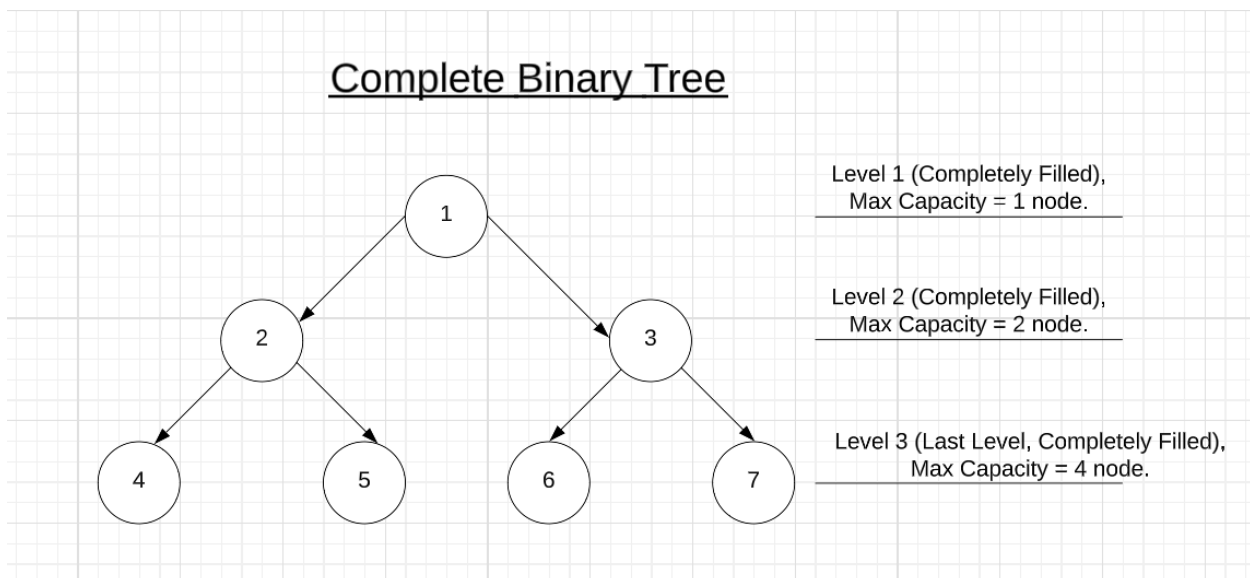 Complete Binary Tree
Level 1 (Completely Filled),
Max Capacity = 1 node.
1
Level 2 (Completely Filled),
Max Capacity = 2 node.
2
3
Level 3 (Last Level, Completely Filled),
Max Capacity = 4 node.
4
5
6
7